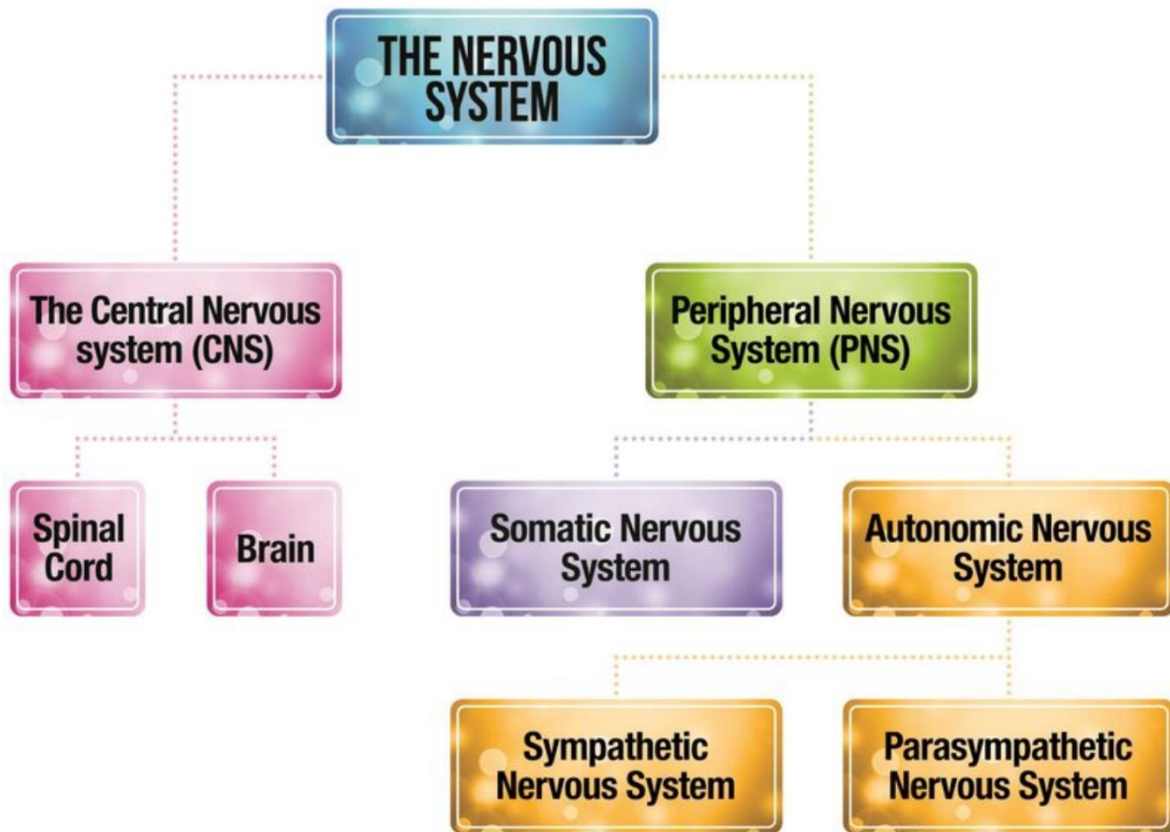 THE NERVOUS
SYSTEM
The Central Nervous
system (CNS)
Peripheral Nervous
System (PNS)
Spinal
Cord
Brain
Somatic Nervous
System
Autonomic Nervous
System
Sympathetic
Nervous System
Parasympathetic
Nervous System